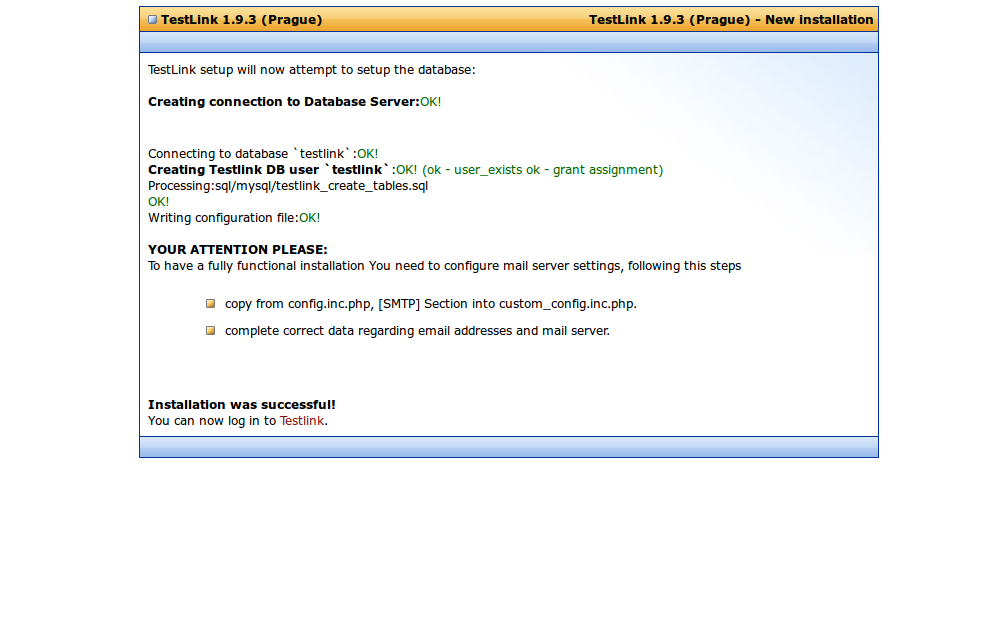 TestLink 1.9.3 (Prague) TestLink 1.9.3 (Prague) - New installation
TestLink setup will now attempt to setup the database:
Creating connection to Database Server:OK!
Connecting to database `testlink`:OK!
Creating Testlink DB user `testlink`:OK! (ok - user_exists ok - grant assignment)
Processing:sql/mysql/testlink_create_tables.sql
OK!
Writing configuration file:OK!
YOUR ATTENTION PLEASE:
To have a fully functional installation You need to configure mail server settings, following this steps
copy from config.inc.php, [SMTP] Section into custom_config.inc.php.
complete correct data regarding email addresses and mail server.
Installation was successful!
You can now log in to Testlink.